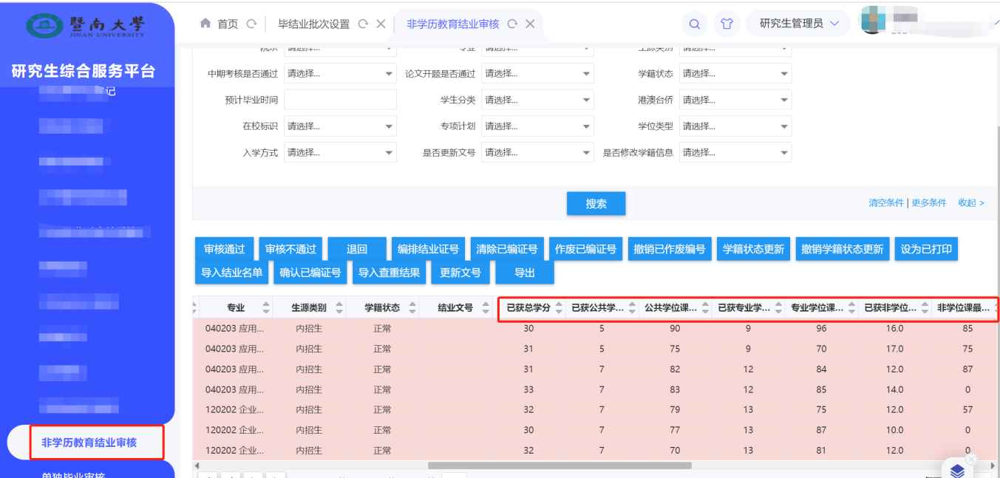 暨南大學
JINAN UNIVERSITY
研究生综合服务平台
记
非学历教育结业审核
单独毕业审核
首页 毕结业批次设置 非学历教育结业审核 研究生管理员
院系 请选择... 专业 请选择... 生源类别 请选择...
中期考核是否通过 请选择... 论文开题是否通过 请选择... 学籍状态 请选择...
预计毕业时间 学生分类 请选择... 港澳台侨 请选择...
在校标识 请选择... 专项计划 请选择... 学位类型 请选择...
入学方式 请选择... 是否更新文号 请选择... 是否修改学籍信息 请选择...
搜索 清空条件 | 更多条件 收起 >
审核通过 审核不通过 退回 编排结业证号 清除已编证号 作废已编证号 撤销已作废编号 学籍状态更新 撤销学籍状态更新 设为已打印
导入结业名单 确认已编证号 导入查重结果 更新文号 导出
专业 生源类别 学籍状态 结业文号 已获总学分 已获公共学... 公共学位课... 已获专业学... 专业学位课... 已获非学位... 非学位课最...
040203 应用... 内招生 正常 30 5 90 9 96 16.0 85
040203 应用... 内招生 正常 31 5 75 9 70 17.0 75
040203 应用... 内招生 正常 31 7 82 12 84 12.0 87
040203 应用... 内招生 正常 33 7 83 12 85 14.0 0
120202 企业... 内招生 正常 32 7 79 13 75 12.0 57
120202 企业... 内招生 正常 30 7 77 13 87 10.0 0
120202 企业... 内招生 正常 32 7 70 13 81 12.0 0